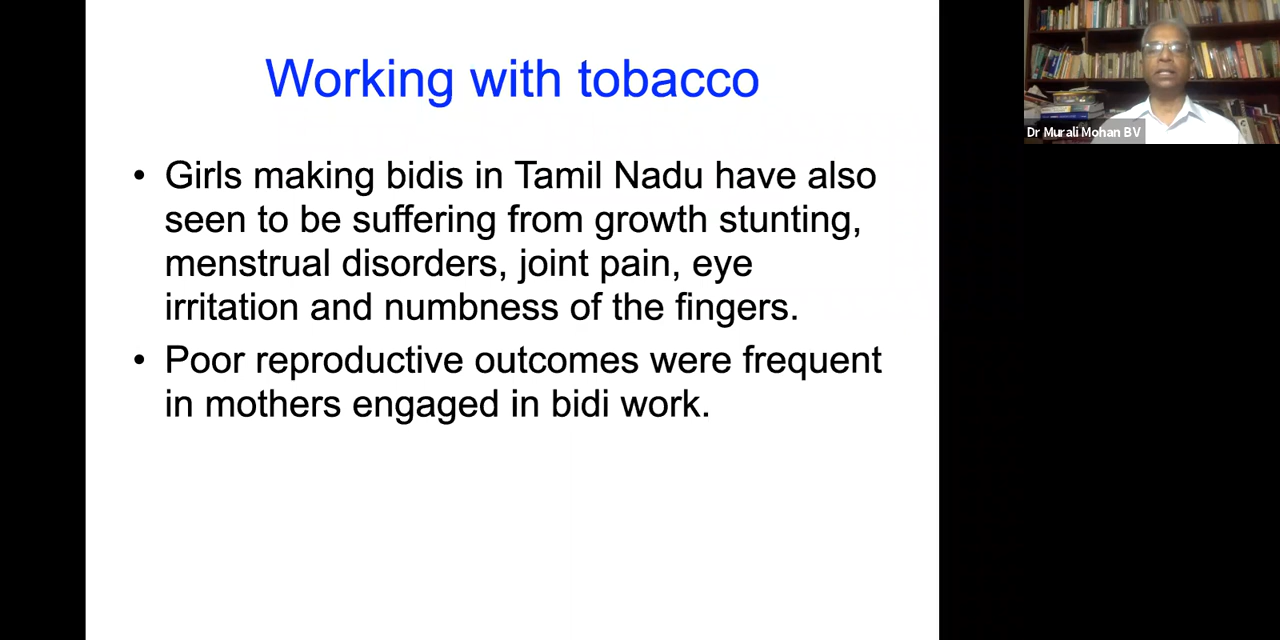 Working with tobacco
• Girls making bidis in Tamil Nadu have also
seen to be suffering from growth stunting,
menstrual disorders, joint pain, eye
irritation and numbness of the fingers.
• Poor reproductive outcomes were frequent
in mothers engaged in bidi work.
Dr Murali Mohan BV